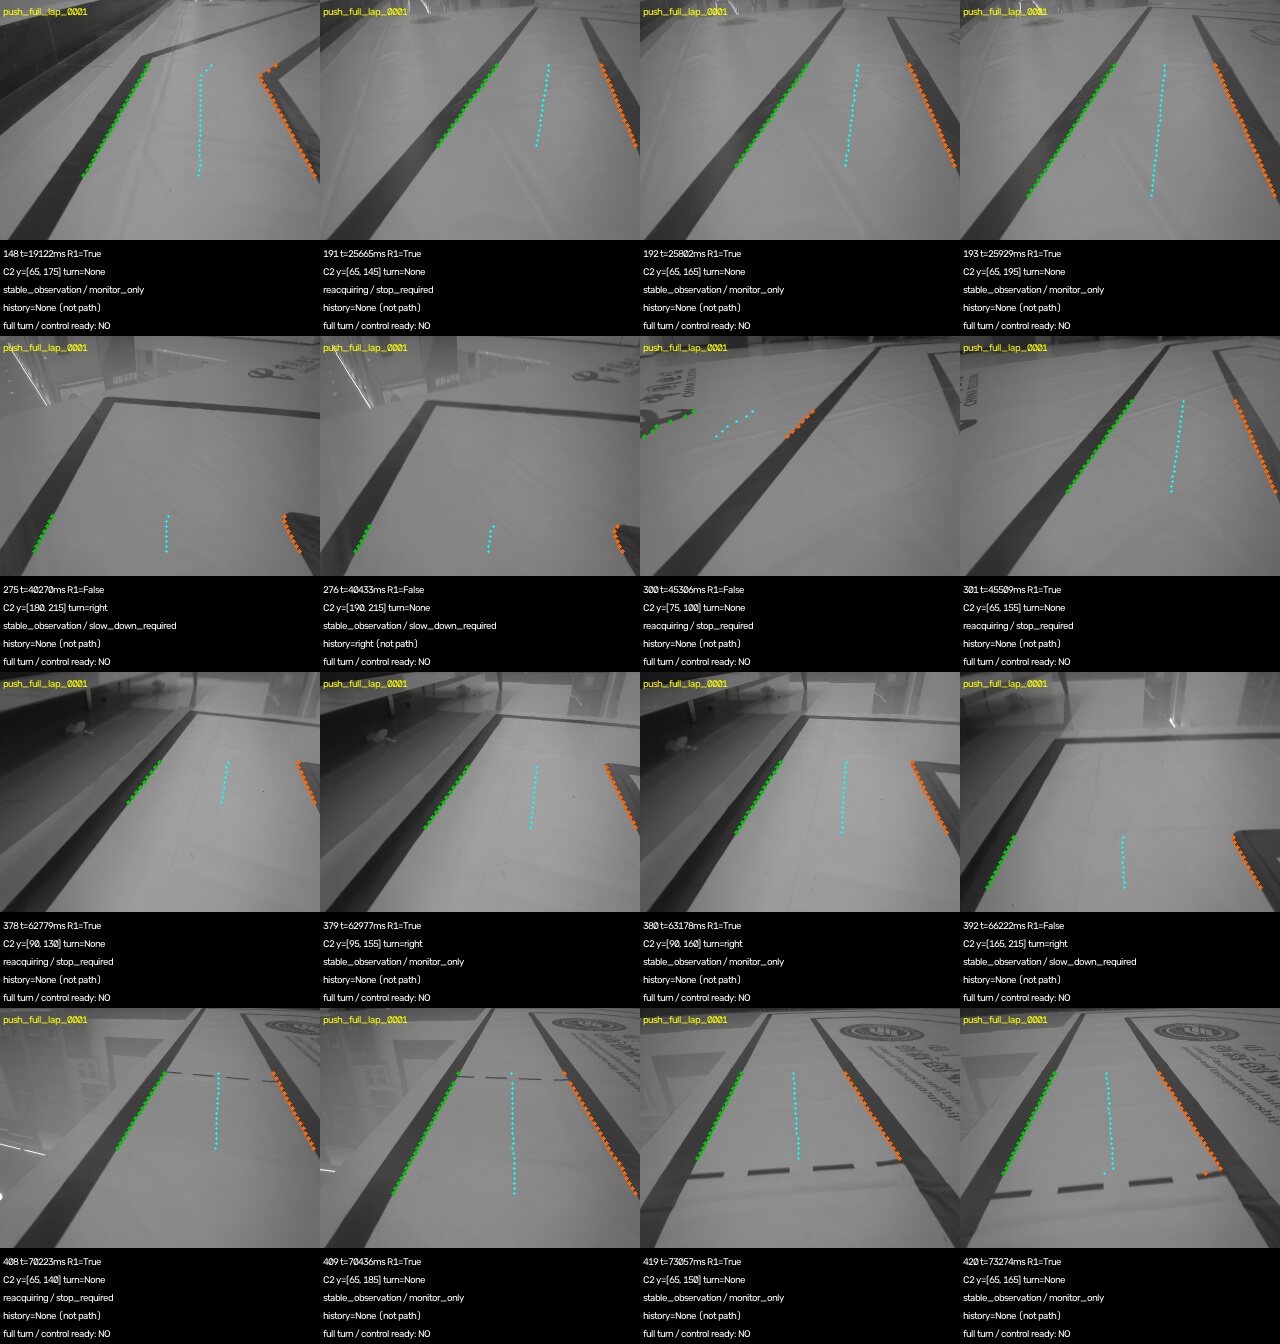 push_full_lap_0001
push_full_lap_0001
push_full_lap_0001
push_full_lap_0001
148 t=19122ms R1=True
C2 y=[65, 175] turn=None
stable_observation / monitor_only
history=None (not path)
full turn / control ready: NO
191 t=25665ms R1=True
C2 y=[65, 145] turn=None
reacquiring / stop_required
history=None (not path)
full turn / control ready: NO
192 t=25802ms R1=True
C2 y=[65, 165] turn=None
stable_observation / monitor_only
history=None (not path)
full turn / control ready: NO
193 t=25929ms R1=True
C2 y=[65, 195] turn=None
stable_observation / monitor_only
history=None (not path)
full turn / control ready: NO
push_full_lap_0001
push_full_lap_0001
push_full_lap_0001
push_full_lap_0001
CHINA TELECOM
275 t=40270ms R1=False
C2 y=[180, 215] turn=right
stable_observation / slow_down_required
history=None (not path)
full turn / control ready: NO
276 t=40433ms R1=False
C2 y=[190, 215] turn=None
stable_observation / slow_down_required
history=right (not path)
full turn / control ready: NO
300 t=45306ms R1=False
C2 y=[75, 100] turn=None
reacquiring / stop_required
history=None (not path)
full turn / control ready: NO
301 t=45509ms R1=True
C2 y=[65, 155] turn=None
reacquiring / stop_required
history=None (not path)
full turn / control ready: NO
push_full_lap_0001
push_full_lap_0001
push_full_lap_0001
push_full_lap_0001
378 t=62779ms R1=True
C2 y=[90, 130] turn=None
reacquiring / stop_required
history=None (not path)
full turn / control ready: NO
379 t=62977ms R1=True
C2 y=[95, 155] turn=right
stable_observation / monitor_only
history=None (not path)
full turn / control ready: NO
380 t=63178ms R1=True
C2 y=[90, 160] turn=right
stable_observation / monitor_only
history=None (not path)
full turn / control ready: NO
392 t=66222ms R1=False
C2 y=[165, 215] turn=right
stable_observation / slow_down_required
history=None (not path)
full turn / control ready: NO
push_full_lap_0001
push_full_lap_0001
push_full_lap_0001
push_full_lap_0001
408 t=70223ms R1=True
C2 y=[65, 140] turn=None
reacquiring / stop_required
history=None (not path)
full turn / control ready: NO
409 t=70436ms R1=True
C2 y=[65, 185] turn=None
stable_observation / monitor_only
history=None (not path)
full turn / control ready: NO
419 t=73057ms R1=True
C2 y=[65, 150] turn=None
stable_observation / monitor_only
history=None (not path)
full turn / control ready: NO
420 t=73274ms R1=True
C2 y=[65, 165] turn=None
stable_observation / monitor_only
history=None (not path)
full turn / control ready: NO